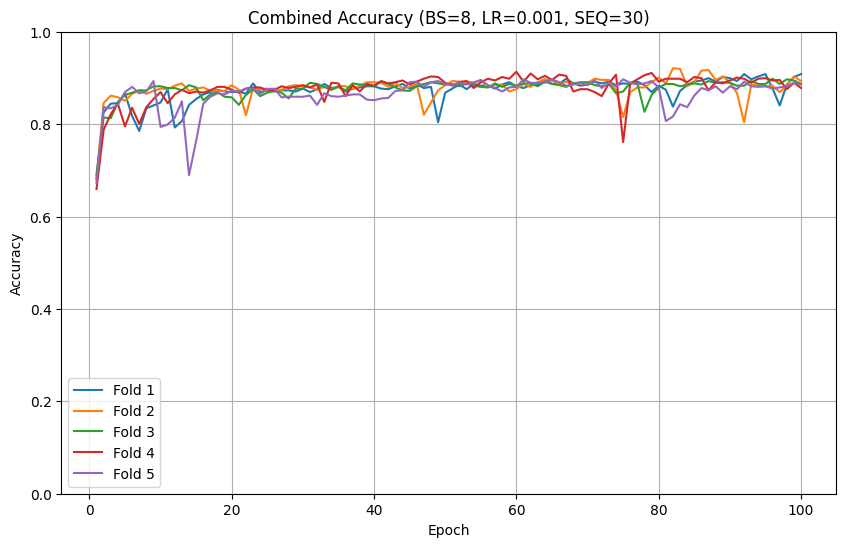 Combined Accuracy (BS=8, LR=0.001, SEQ=30)
1.0
0.8
0.6
0.4
0.2
0.0
Accuracy
Fold 1
Fold 2
Fold 3
Fold 4
Fold 5
0 20 40 60 80 100
Epoch